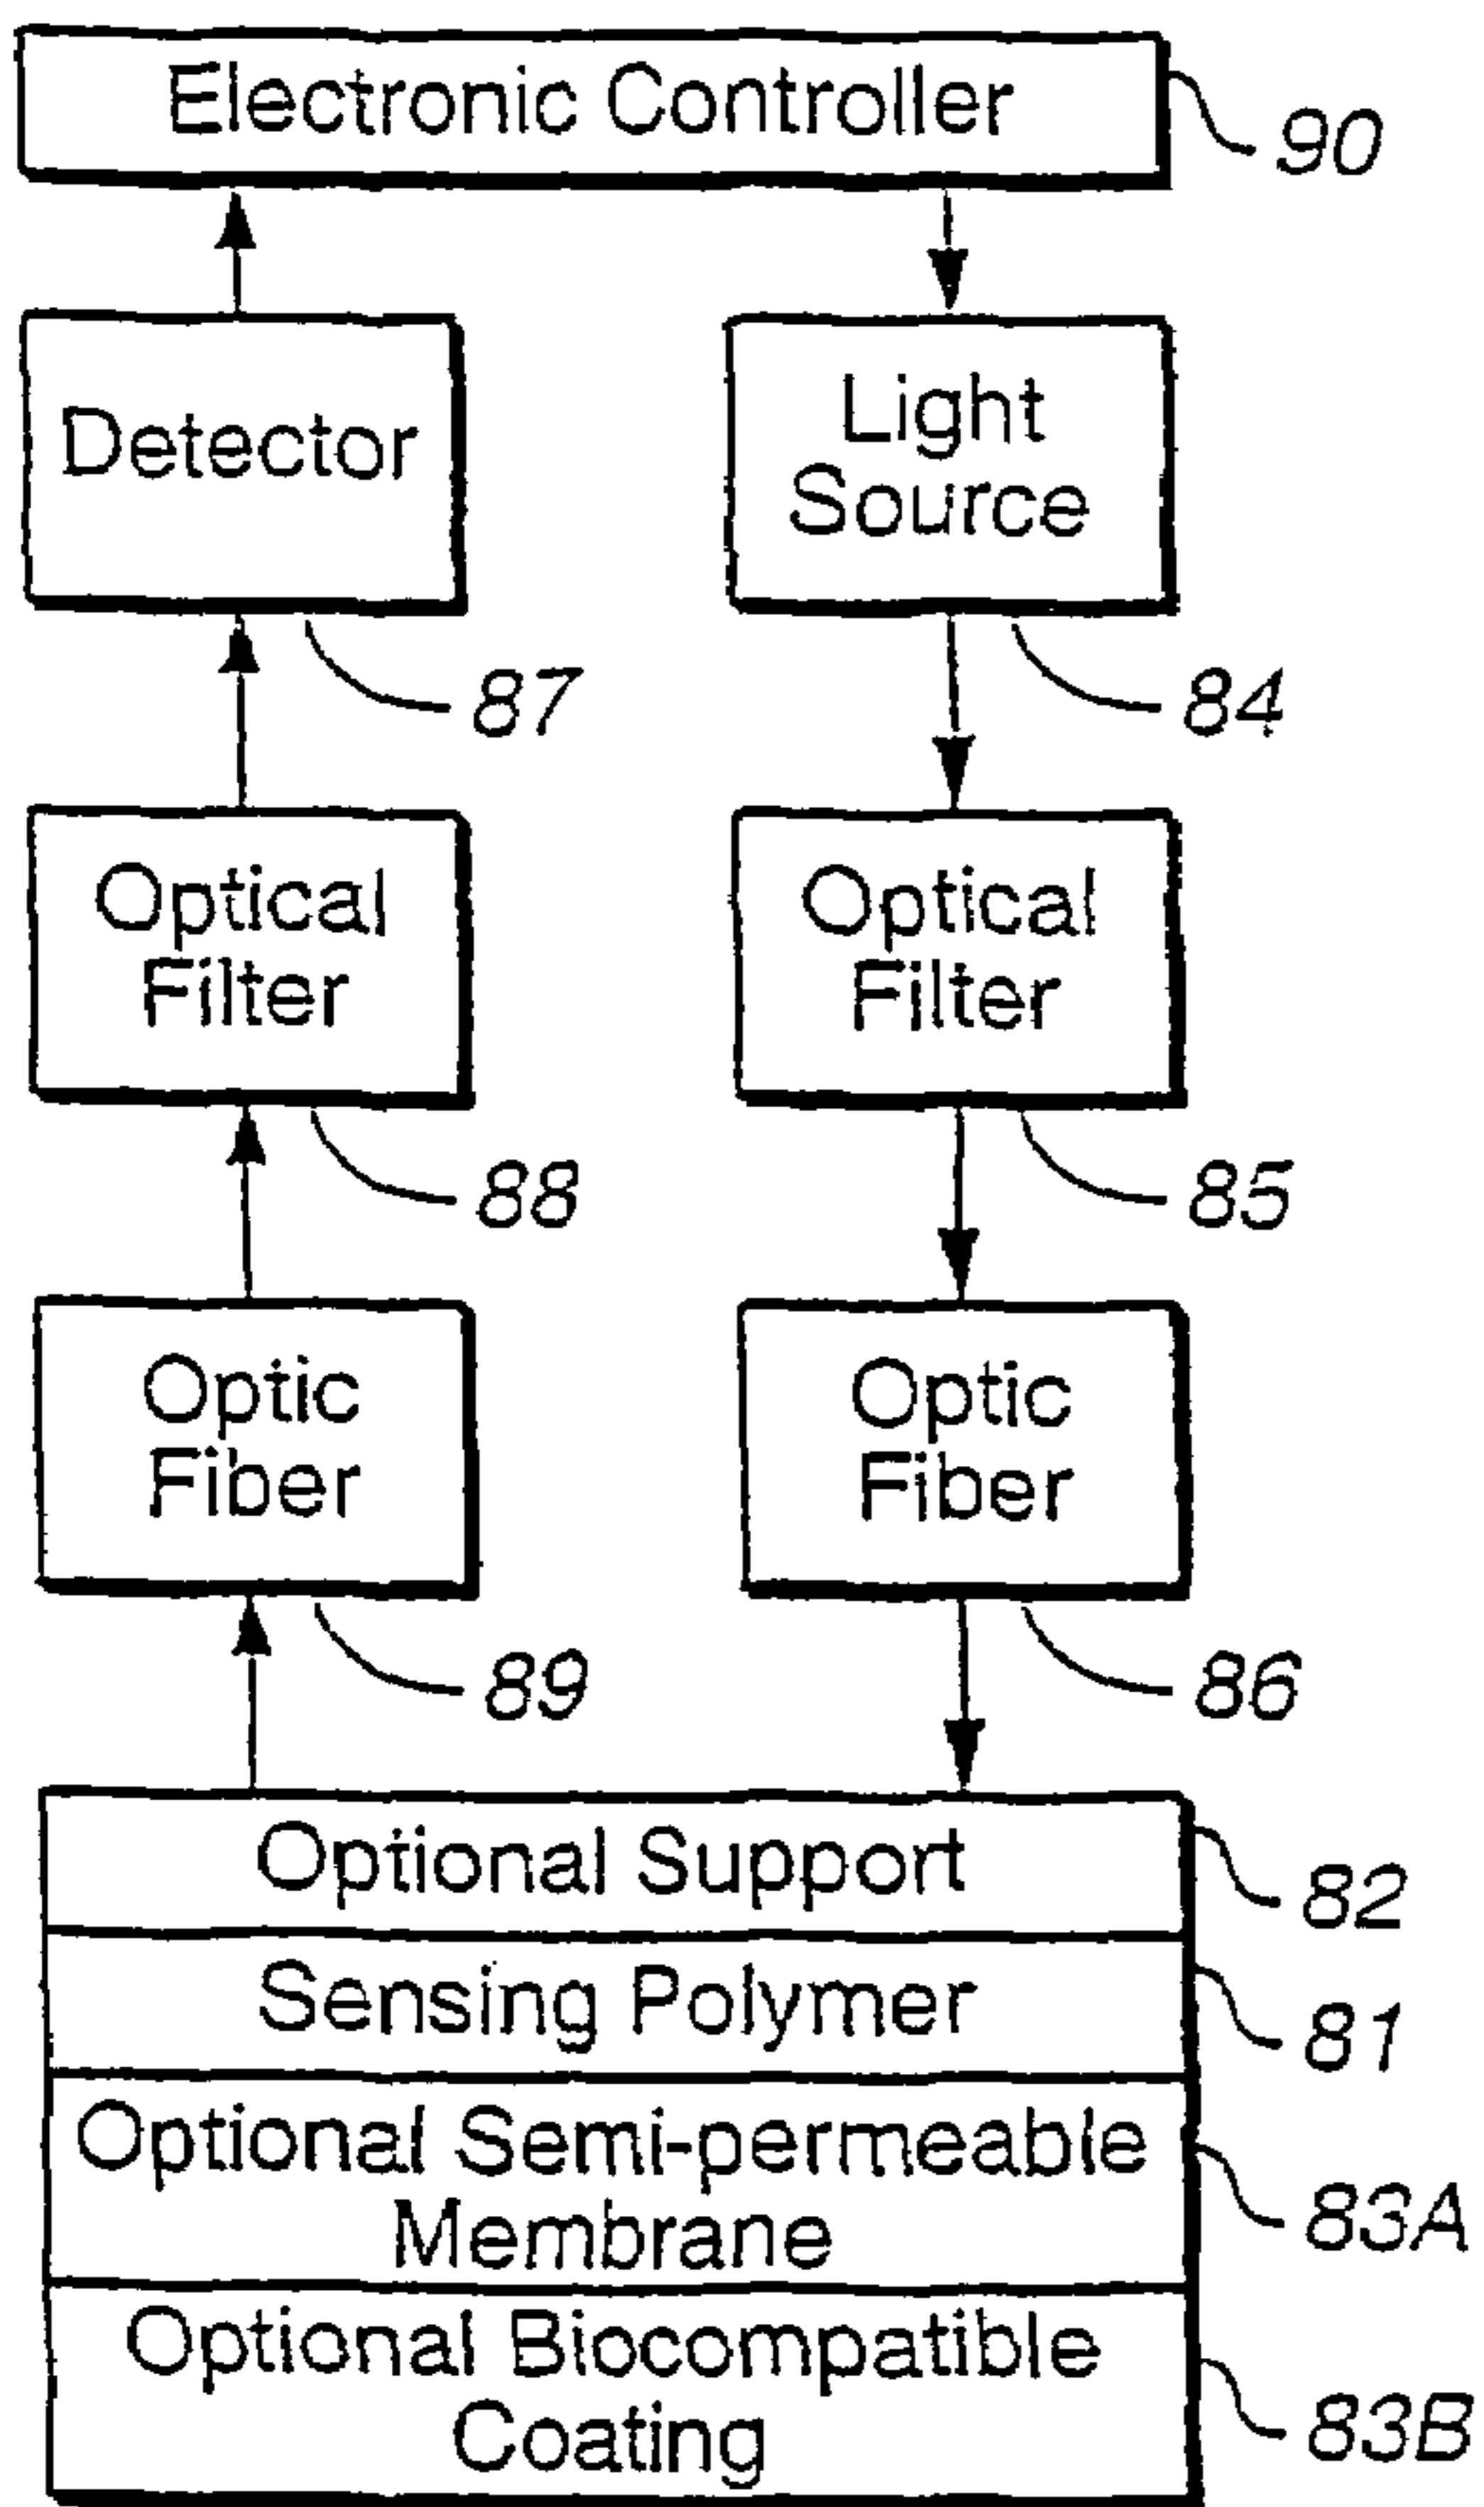 Electronic Controller
90
Detector
Light
Source
87
84
Optical
Filter
Optical
Filter
88
85
Optic
Fiber
Optic
Fiber
89
86
Optional Support
82
Sensing Polymer
81
Optional Semi-permeable
Membrane
83A
Optional Biocompatible
Coating
83B